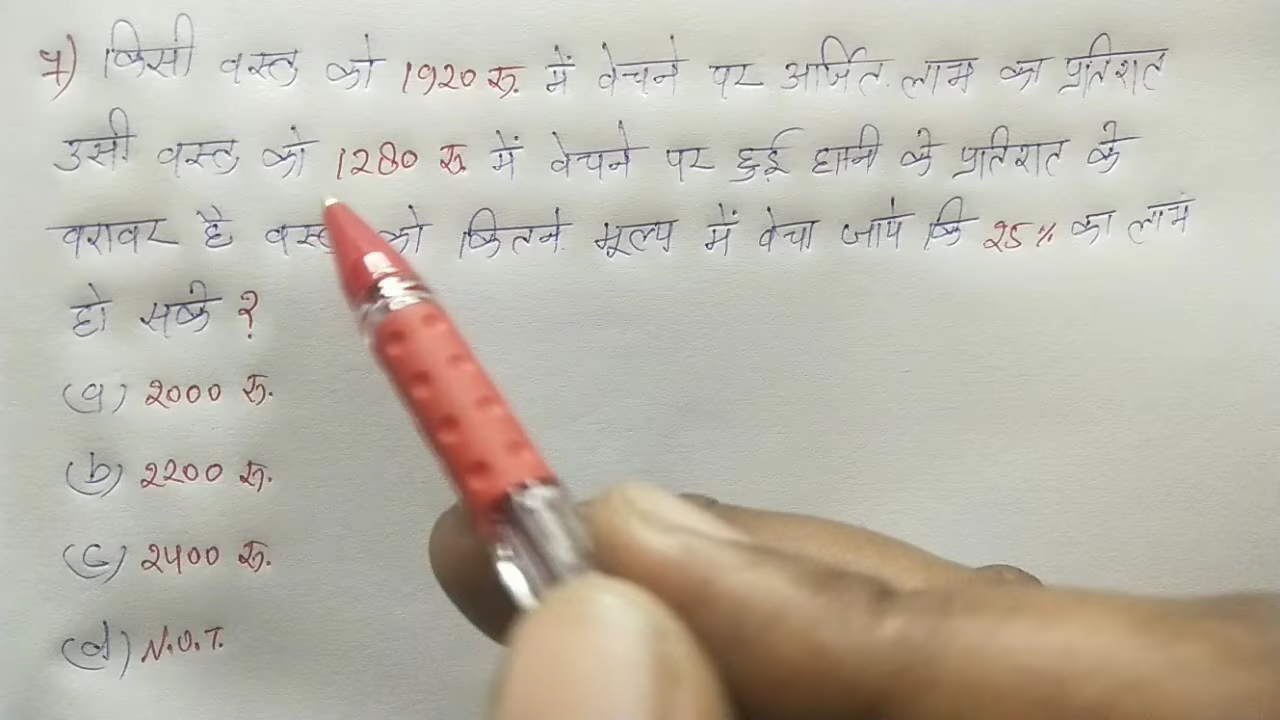 4) किसी वस्तु को 1920 रु. में बेचने पर अर्जित लाभ का प्रतिशत
उसी वस्तु को 1280 रु में बेचने पर हुई हानी के प्रतिशत के
बराबर है वस्तु को कितने मूल्य में बेचा जाये कि 25% का लाभ
हो सके ?
(a) 2000 रु.
(b) 2200 रु.
(c) 2400 रु.
(d) N.O.T.